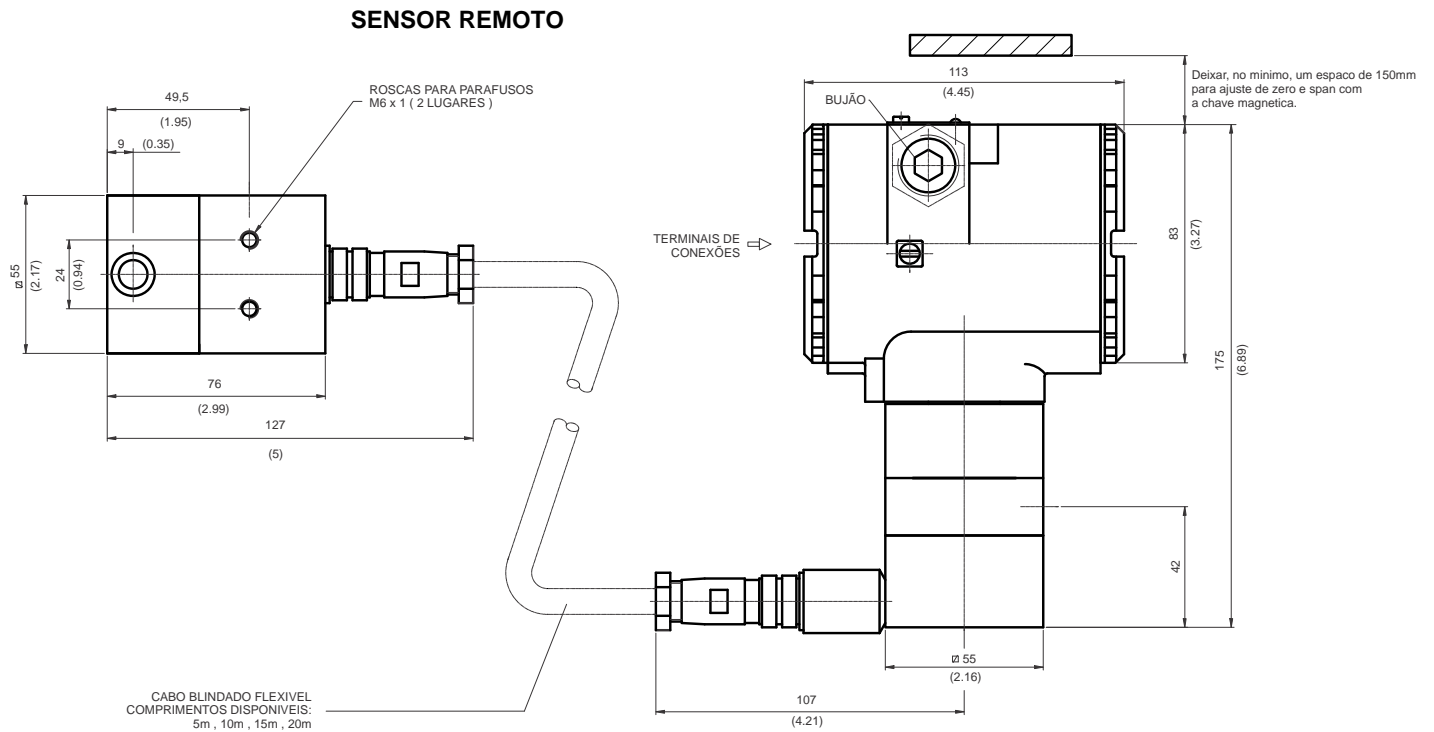 SENSOR REMOTO
49,5
(1.95)
9
(0.35)
ROSCAS PARA PARAFUSOS
M6 x 1 ( 2 LUGARES )
55
(2.17)
24
(0.94)
76
(2.99)
127
(5)
CABO BLINDADO FLEXIVEL
COMPRIMENTOS DISPONIVEIS:
5m , 10m , 15m , 20m
113
(4.45)
BUJÃO
Deixar, no minimo, um espaco de 150mm
para ajuste de zero e span com
a chave magnetica.
TERMINAIS DE
CONEXÕES
83
(3.27)
175
(6.89)
42
55
(2.16)
107
(4.21)